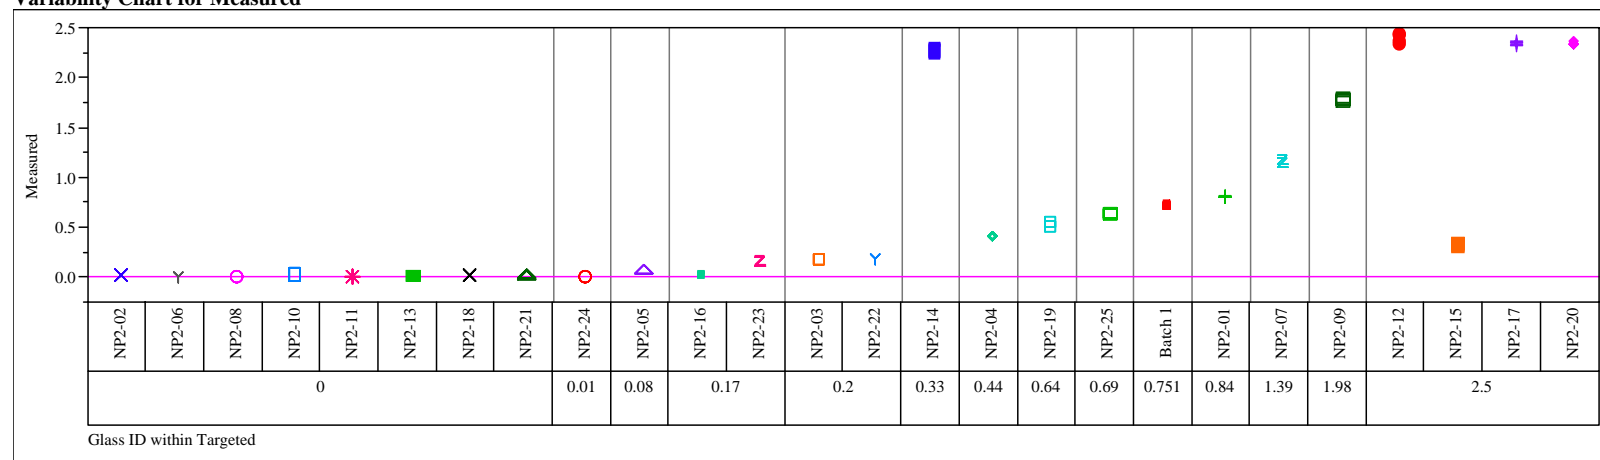 Variability Chart for Measured
2.5
2.0
1.5
1.0
0.5
0.0
Measured
NP2-02 NP2-06 NP2-08 NP2-10 NP2-11 NP2-13 NP2-18 NP2-21 NP2-24 NP2-05 NP2-16 NP2-23 NP2-03 NP2-22 NP2-14 NP2-04 NP2-19 NP2-25 Batch 1 NP2-01 NP2-07 NP2-09 NP2-12 NP2-15 NP2-17 NP2-20
0 0.01 0.08 0.17 0.2 0.33 0.44 0.64 0.69 0.751 0.84 1.39 1.98 2.5
Glass ID within Targeted